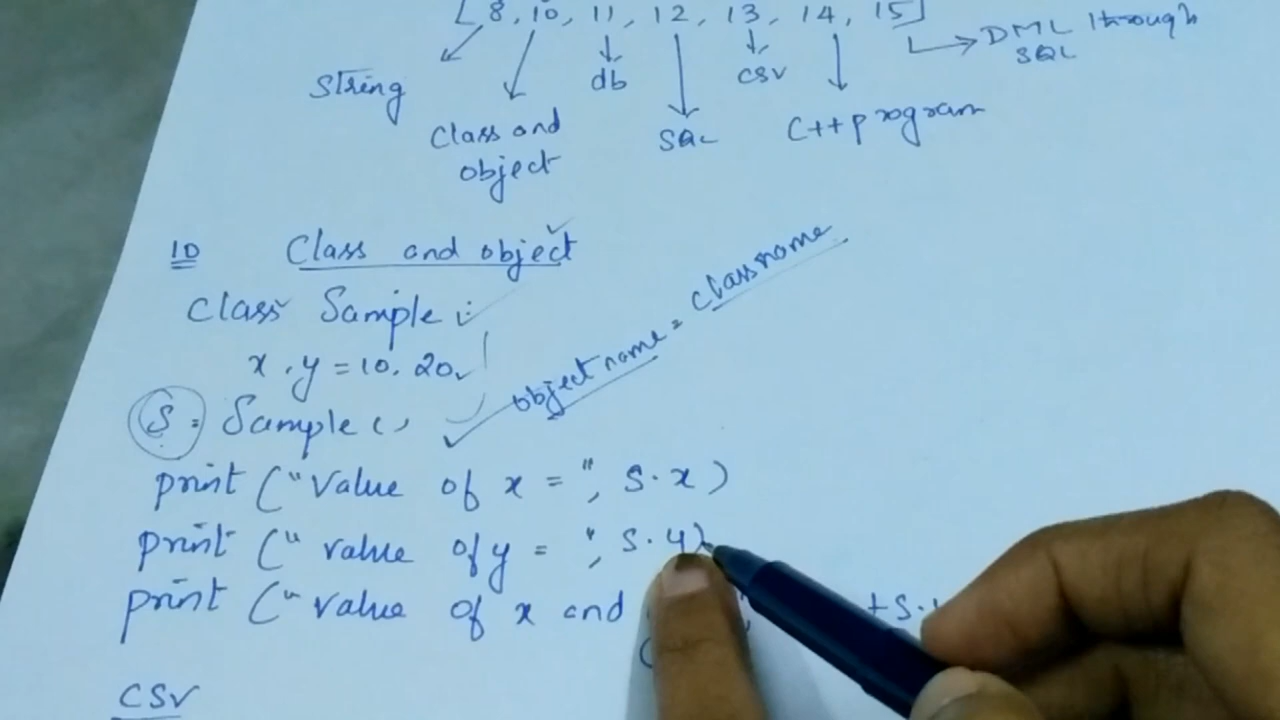 [8, 10, 11, 12, 13, 14, 15]
String
Class and
object
db
SQL
csv
C++ program
DML through
SQL
10 Class and object
Class Sample :
x, y = 10, 20
S = Sample ()
object name = class name
print ("Value of x = ", S.x)
print (" value of y = ", S.y)
print (" value of x and +S.
CSV